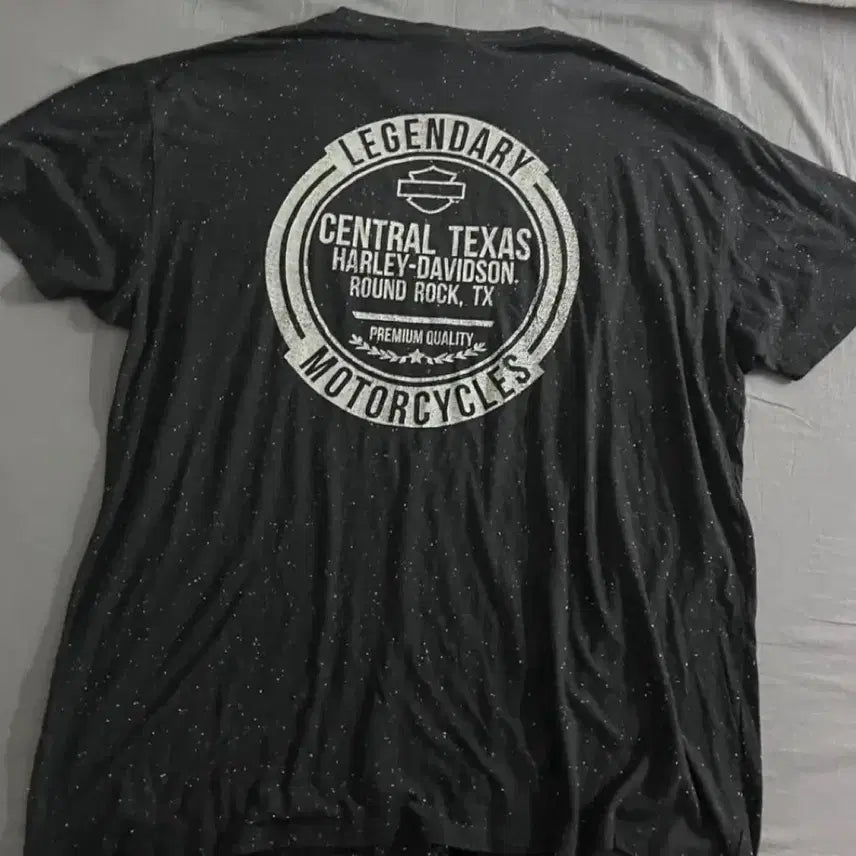 LEGENDARY
CENTRAL TEXAS
HARLEY-DAVIDSON.
ROUND ROCK, TX
PREMIUM QUALITY
MOTORCYCLES